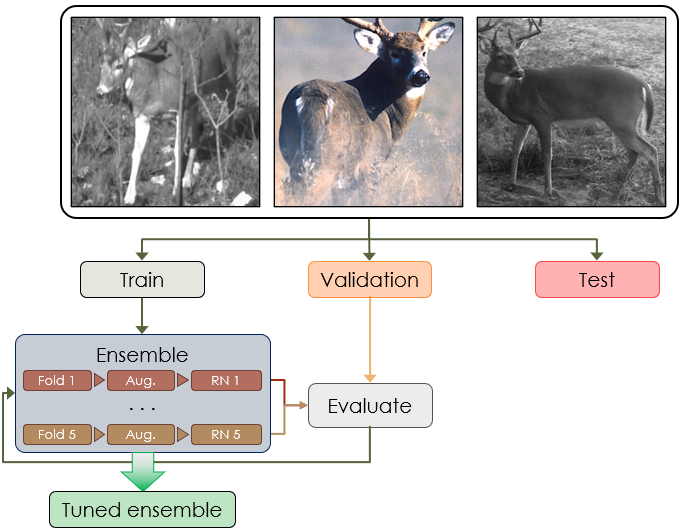 Train
Validation
Test
Ensemble
Fold 1
Aug.
RN 1
. . .
Fold 5
Aug.
RN 5
Evaluate
Tuned ensemble